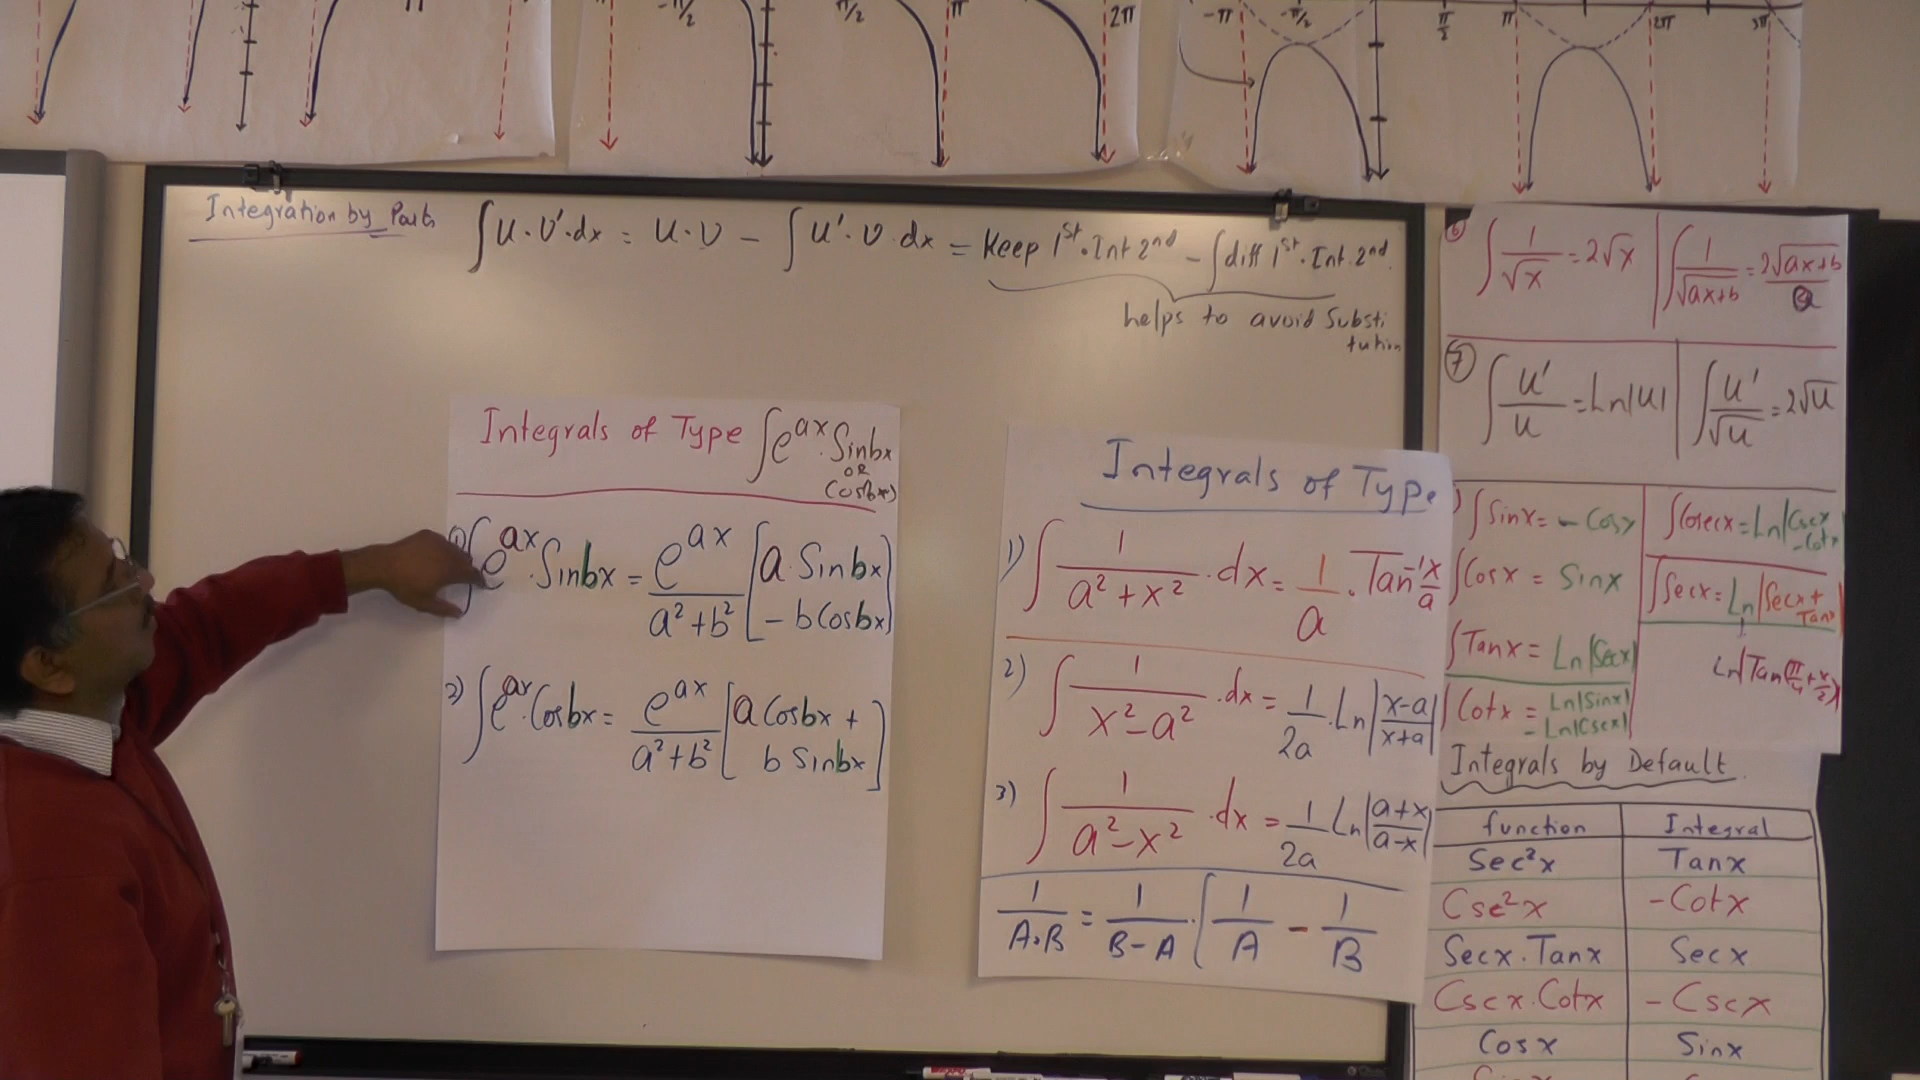 -π/2
π/2
π
2π
-π
-π/2
π/2
π
2π
3π
Integration by Parts ∫u·v'·dx = u·v - ∫u'·v·dx = Keep 1st·Int 2nd - ∫diff 1st·Int 2nd.
helps to avoid Substi
tution
Integrals of Type ∫e^ax·Sinbx
OR
Cosbx)
1) ∫e^ax·Sinbx = e^ax/(a²+b²) [a·Sinbx
- bCosbx]
2) ∫e^ax·Cosbx = e^ax/(a²+b²) [a Cosbx +
b Sinbx]
Integrals of Type
1) ∫ 1/(a²+x²)·dx = 1/a · Tan⁻¹ x/a
2) ∫ 1/(x²-a²)·dx = 1/2a·Ln|(x-a)/(x+a)|
3) ∫ 1/(a²-x²)·dx = 1/2a Ln|(a+x)/(a-x)|
1/(A·B) = 1/(B-A)·[1/A - 1/B
6 ∫ 1/√x = 2√x | ∫ 1/√(ax+b) = 2√(ax+b)/a
7 ∫ u'/u = Ln|u| | ∫ u'/√u = 2√u
) ∫Sinx = -Cosx
∫Cosx = Sinx
∫Tanx = Ln|Secx|
∫Cotx = Ln|Sinx|
- Ln|Cscx|
∫Cosecx = Ln|Cscx
-Cotx
∫Secx = Ln|Secx +
Tanx|
Ln|Tan(π/4 + x/2)
Integrals by Default
function Integral
Sec²x Tanx
Csc²x -Cotx
Secx·Tanx Secx
Cscx·Cotx -Cscx
Cosx Sinx